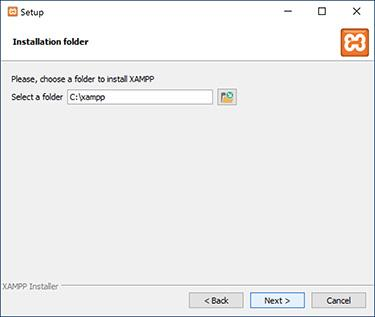 Setup
Installation folder
Please, choose a folder to install XAMPP
Select a folder C:\xampp
XAMPP Installer
< Back Next > Cancel